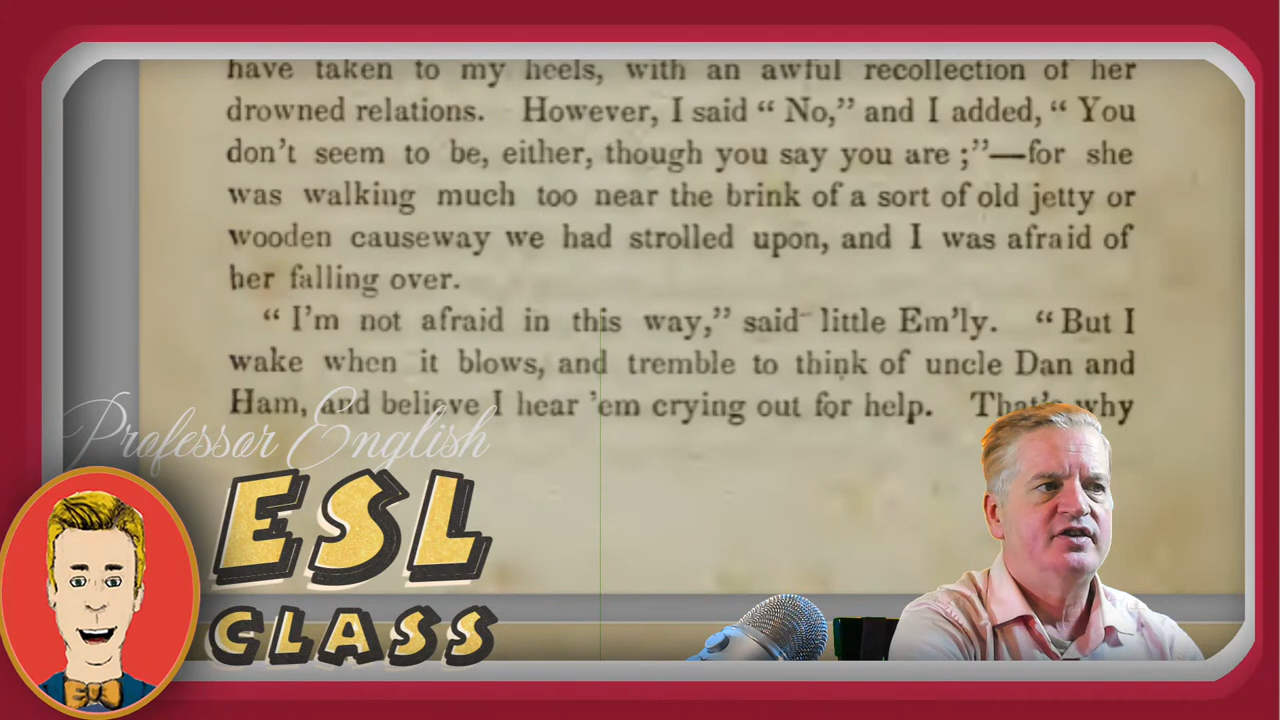 have taken to my heels, with an awful recollection of her
drowned relations. However, I said “ No,” and I added, “ You
don’t seem to be, either, though you say you are ;”—for she
was walking much too near the brink of a sort of old jetty or
wooden causeway we had strolled upon, and I was afraid of
her falling over.
“ I’m not afraid in this way,” said little Em’ly. “ But I
wake when it blows, and tremble to think of uncle Dan and
Ham, and believe I hear ’em crying out for help. That’s why
Professor English
ESL
CLASS